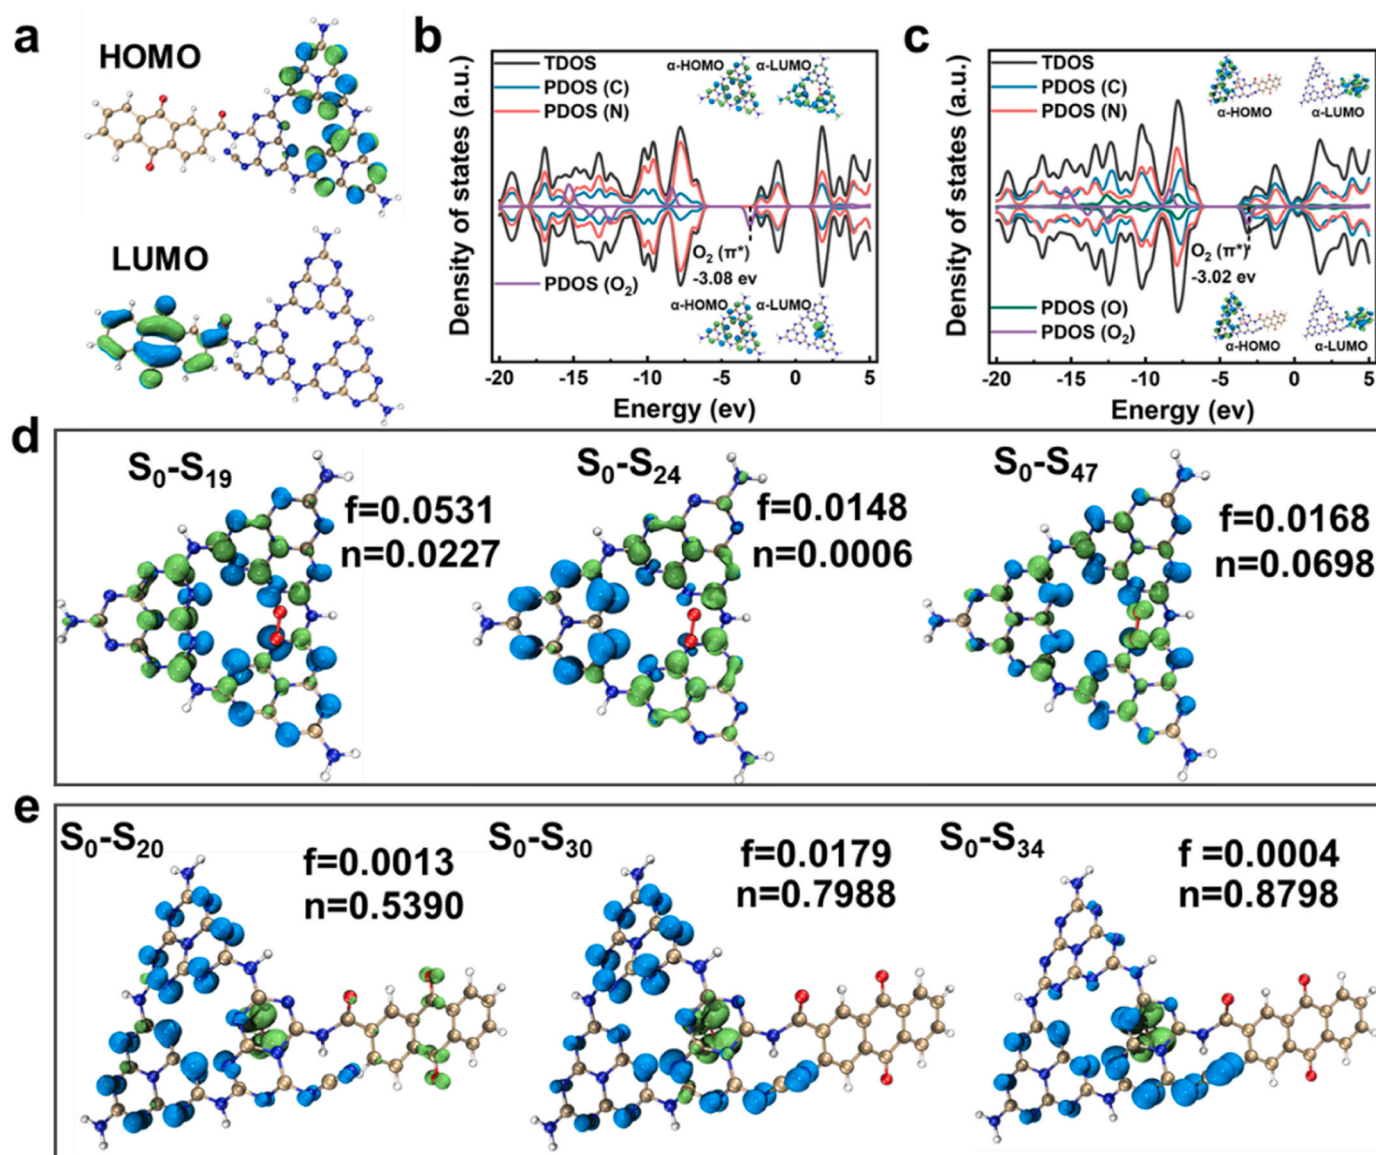 a
HOMO
LUMO
b
Density of states (a.u.)
TDOS
PDOS (C)
PDOS (N)
α-HOMO
α-LUMO
O₂ (π*)
-3.08 ev
PDOS (O₂)
α-HOMO
α-LUMO
-20 -15 -10 -5 0 5
Energy (ev)
c
Density of states (a.u.)
TDOS
PDOS (C)
PDOS (N)
α-HOMO
α-LUMO
O₂ (π*)
-3.02 ev
PDOS (O)
PDOS (O₂)
α-HOMO
α-LUMO
-20 -15 -10 -5 0 5
Energy (ev)
d
S₀-S₁₉
f=0.0531
n=0.0227
S₀-S₂₄
f=0.0148
n=0.0006
S₀-S₄₇
f=0.0168
n=0.0698
e
S₀-S₂₀
f=0.0013
n=0.5390
S₀-S₃₀
f=0.0179
n=0.7988
S₀-S₃₄
f =0.0004
n=0.8798